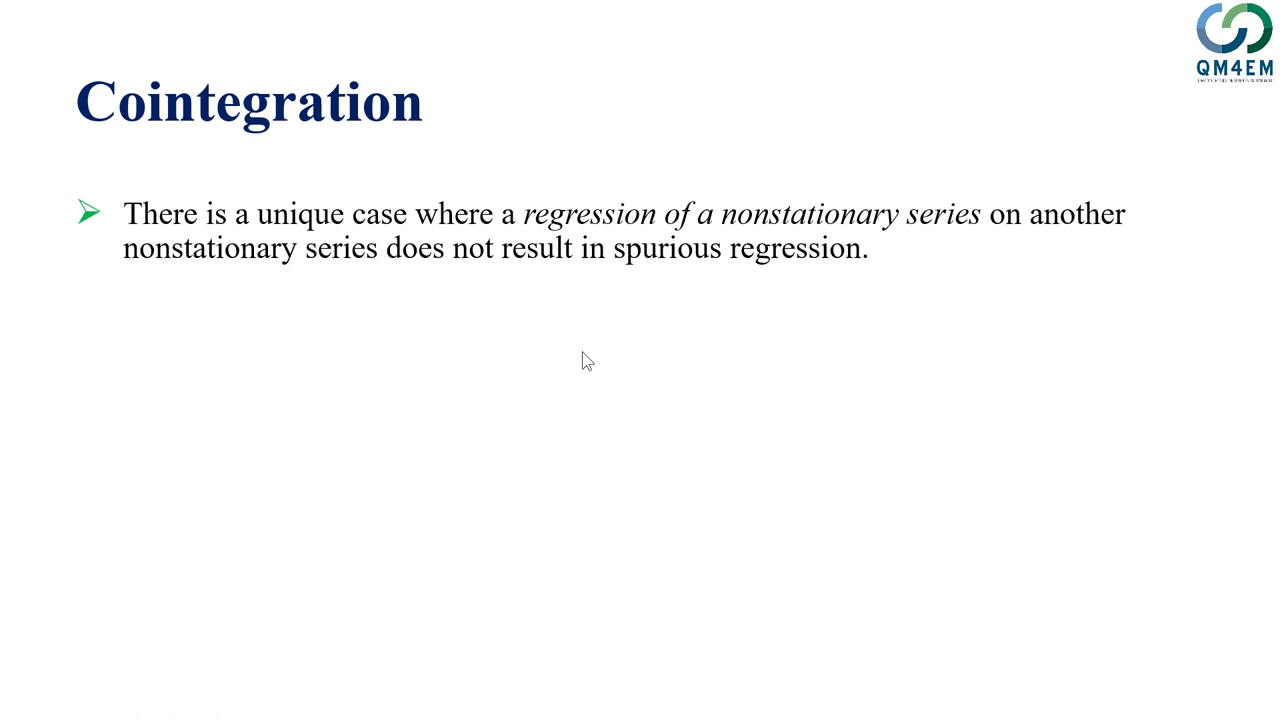 QM4EM
Cointegration
There is a unique case where a regression of a nonstationary series on another
nonstationary series does not result in spurious regression.